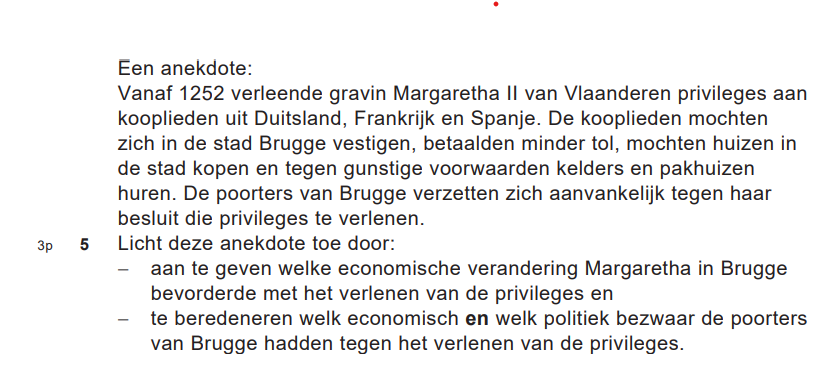 Een anekdote:
Vanaf 1252 verleende gravin Margaretha II van Vlaanderen privileges aan
kooplieden uit Duitsland, Frankrijk en Spanje. De kooplieden mochten
zich in de stad Brugge vestigen, betaalden minder tol, mochten huizen in
de stad kopen en tegen gunstige voorwaarden kelders en pakhuizen
huren. De poorters van Brugge verzetten zich aanvankelijk tegen haar
besluit die privileges te verlenen.
3p 5 Licht deze anekdote toe door:
– aan te geven welke economische verandering Margaretha in Brugge
bevorderde met het verlenen van de privileges en
– te beredeneren welk economisch en welk politiek bezwaar de poorters
van Brugge hadden tegen het verlenen van de privileges.